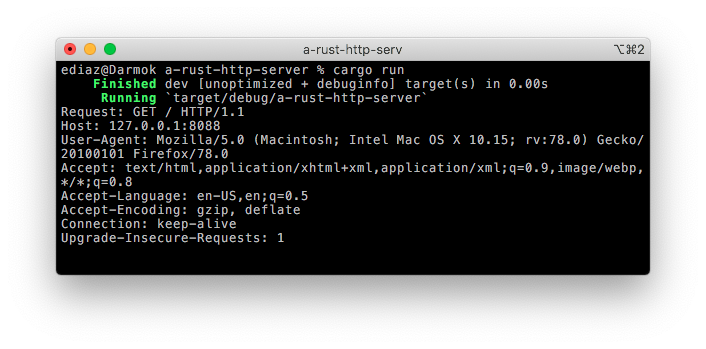 a-rust-http-serv
⌥⌘2
ediaz@Darmok a-rust-http-server % cargo run
Finished dev [unoptimized + debuginfo] target(s) in 0.00s
Running `target/debug/a-rust-http-server`
Request: GET / HTTP/1.1
Host: 127.0.0.1:8088
User-Agent: Mozilla/5.0 (Macintosh; Intel Mac OS X 10.15; rv:78.0) Gecko/
20100101 Firefox/78.0
Accept: text/html,application/xhtml+xml,application/xml;q=0.9,image/webp,
*/*;q=0.8
Accept-Language: en-US,en;q=0.5
Accept-Encoding: gzip, deflate
Connection: keep-alive
Upgrade-Insecure-Requests: 1